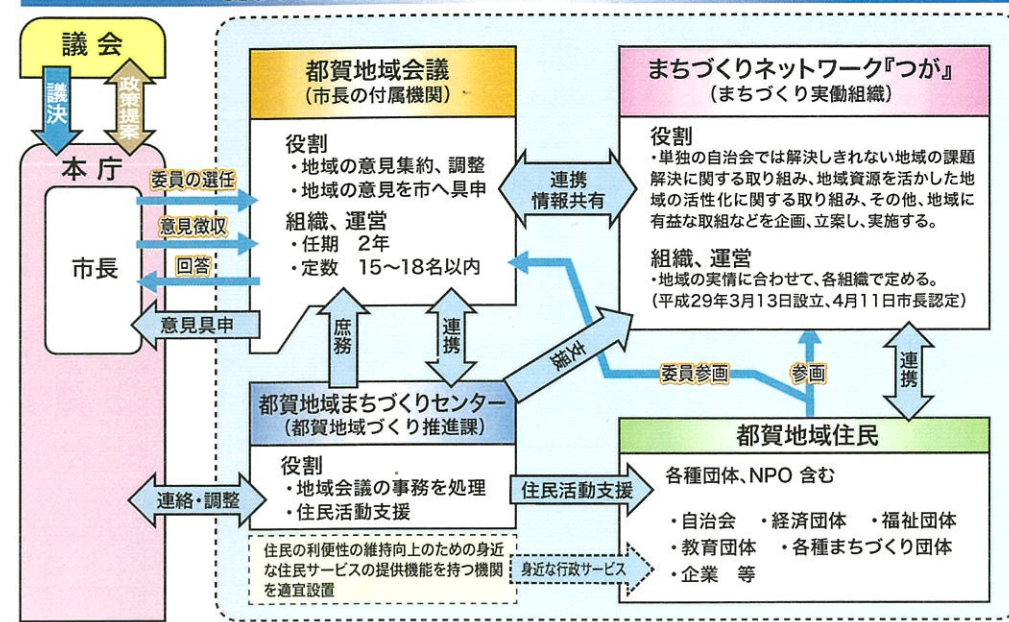 議 会
議決
政策提案
本 庁
市長
委員の選任
意見徴収
回答
意見具申
連絡・調整
都賀地域会議
（市長の付属機関）
役割
・地域の意見集約、調整
・地域の意見を市へ具申
組織、運営
・任期　2年
・定数　15～18名以内
連携
情報共有
まちづくりネットワーク『つが』
（まちづくり実働組織）
役割
・単独の自治会では解決しきれない地域の課題
解決に関する取り組み、地域資源を活かした地
域の活性化に関する取り組み、その他、地域に
有益な取組などを企画、立案し、実施する。
組織、運営
・地域の実情に合わせて、各組織で定める。
（平成29年3月13日設立、4月11日市長認定）
庶務
連携
支援
委員参画
参画
連携
都賀地域まちづくりセンター
（都賀地域づくり推進課）
役割
・地域会議の事務を処理
・住民活動支援
住民の利便性の維持向上のための身近
な住民サービスの提供機能を持つ機関
を適宜設置
住民活動支援
身近な行政サービス
都賀地域住民
各種団体、NPO 含む
・自治会　・経済団体　・福祉団体
・教育団体　・各種まちづくり団体
・企業　等